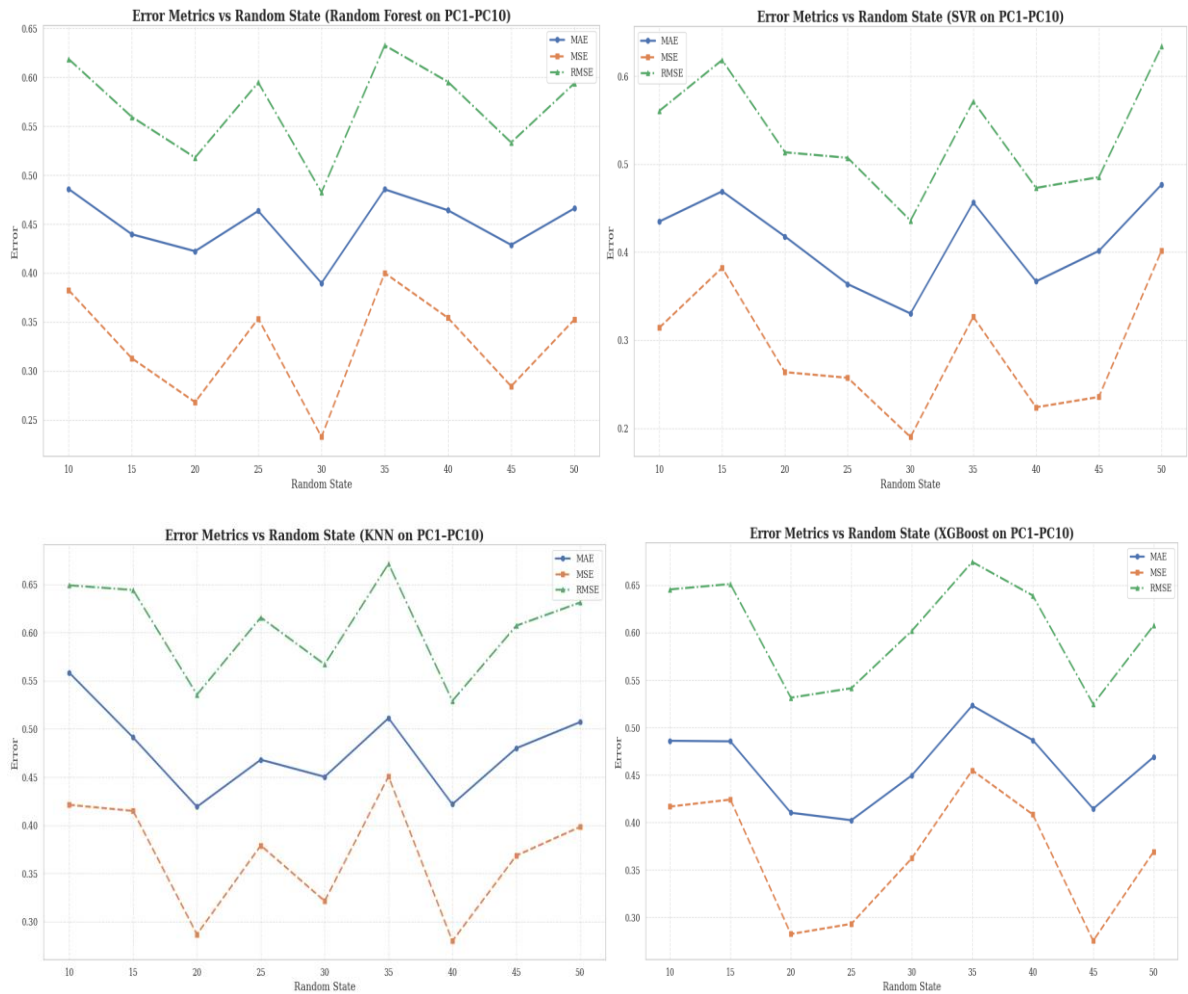 Error Metrics vs Random State (Random Forest on PC1–PC10)
MAE
MSE
RMSE
0.65
0.60
0.55
0.50
0.45
0.40
0.35
0.30
0.25
Error
10 15 20 25 30 35 40 45 50
Random State
Error Metrics vs Random State (SVR on PC1–PC10)
MAE
MSE
RMSE
0.6
0.5
0.4
0.3
0.2
Error
10 15 20 25 30 35 40 45 50
Random State
Error Metrics vs Random State (KNN on PC1–PC10)
MAE
MSE
RMSE
0.65
0.60
0.55
0.50
0.45
0.40
0.35
0.30
Error
10 15 20 25 30 35 40 45 50
Random State
Error Metrics vs Random State (XGBoost on PC1–PC10)
MAE
MSE
RMSE
0.65
0.60
0.55
0.50
0.45
0.40
0.35
0.30
Error
10 15 20 25 30 35 40 45 50
Random State